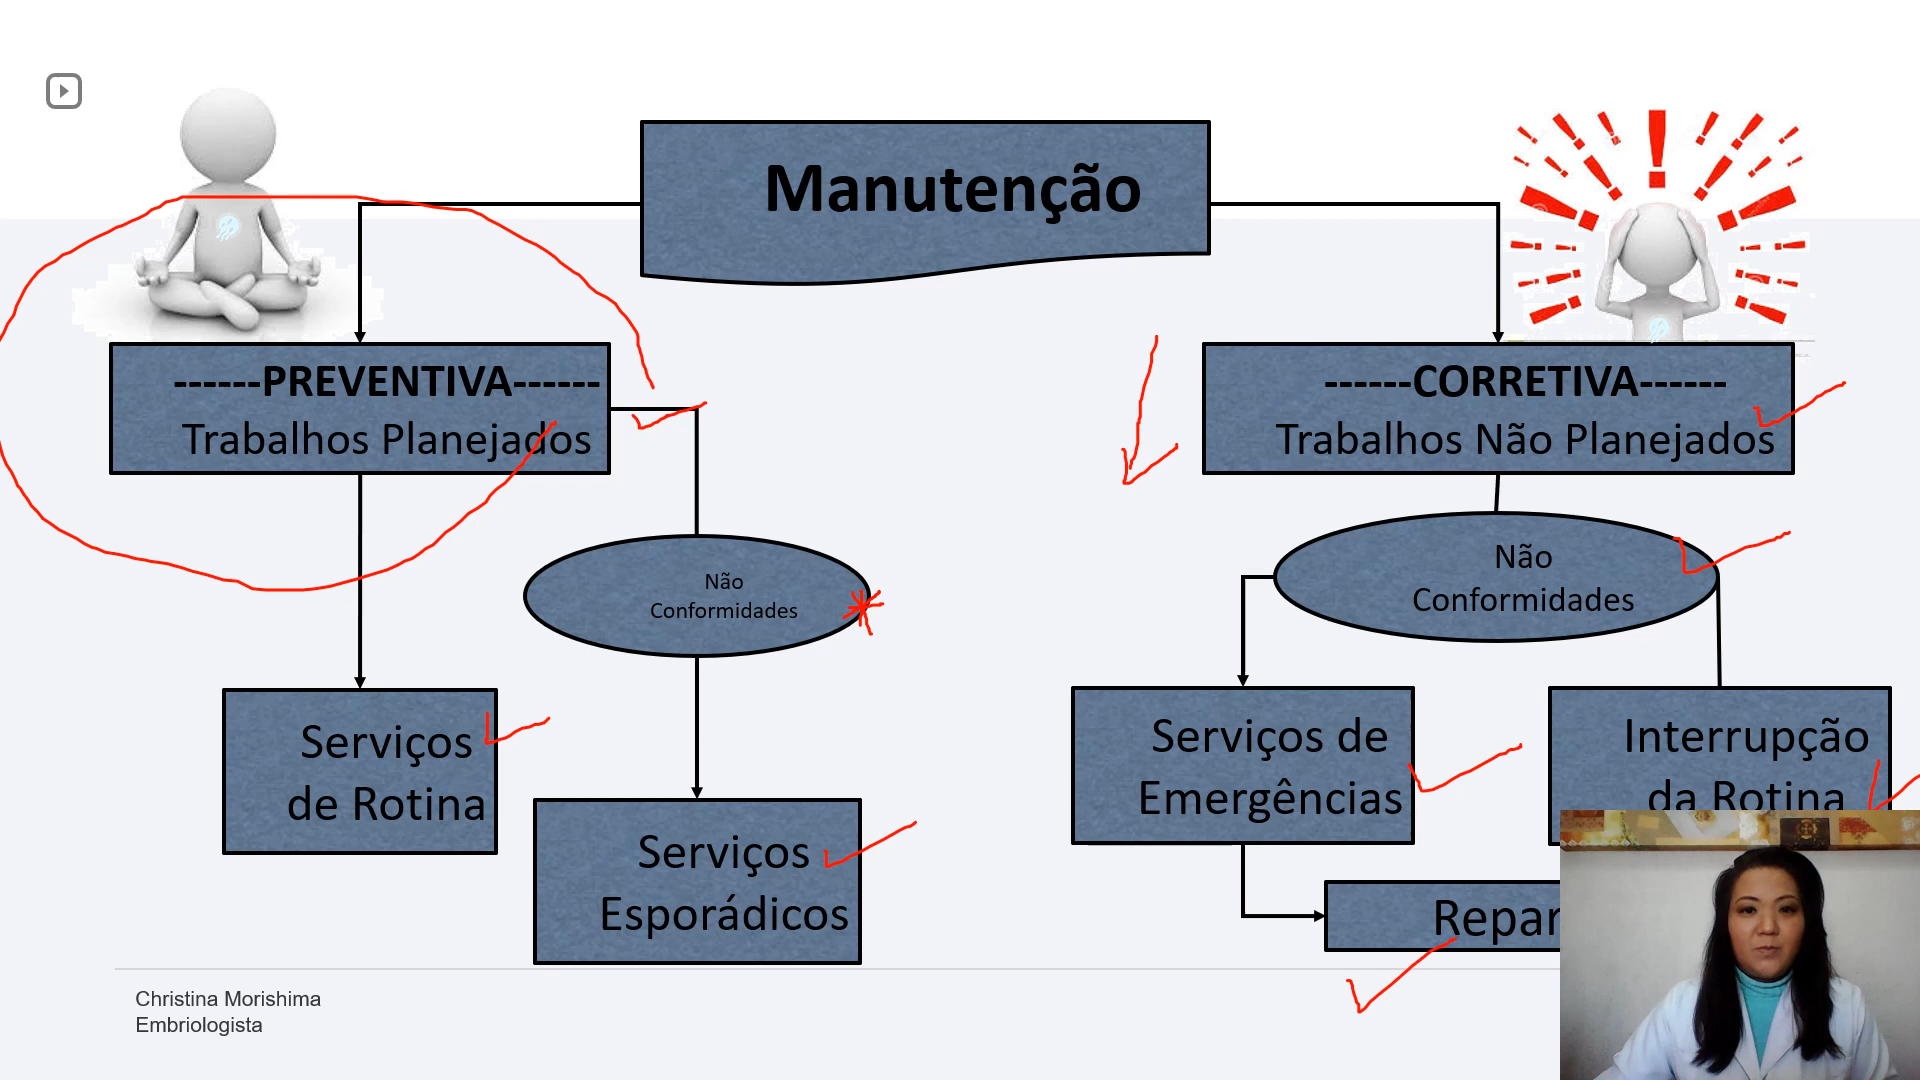 Manutenção
------PREVENTIVA------
Trabalhos Planejados
------CORRETIVA------
Trabalhos Não Planejados
Não
Conformidades
Não
Conformidades
Serviços
de Rotina
Serviços
Esporádicos
Serviços de
Emergências
Interrupção
da Rotina
Repar
Christina Morishima
Embriologista